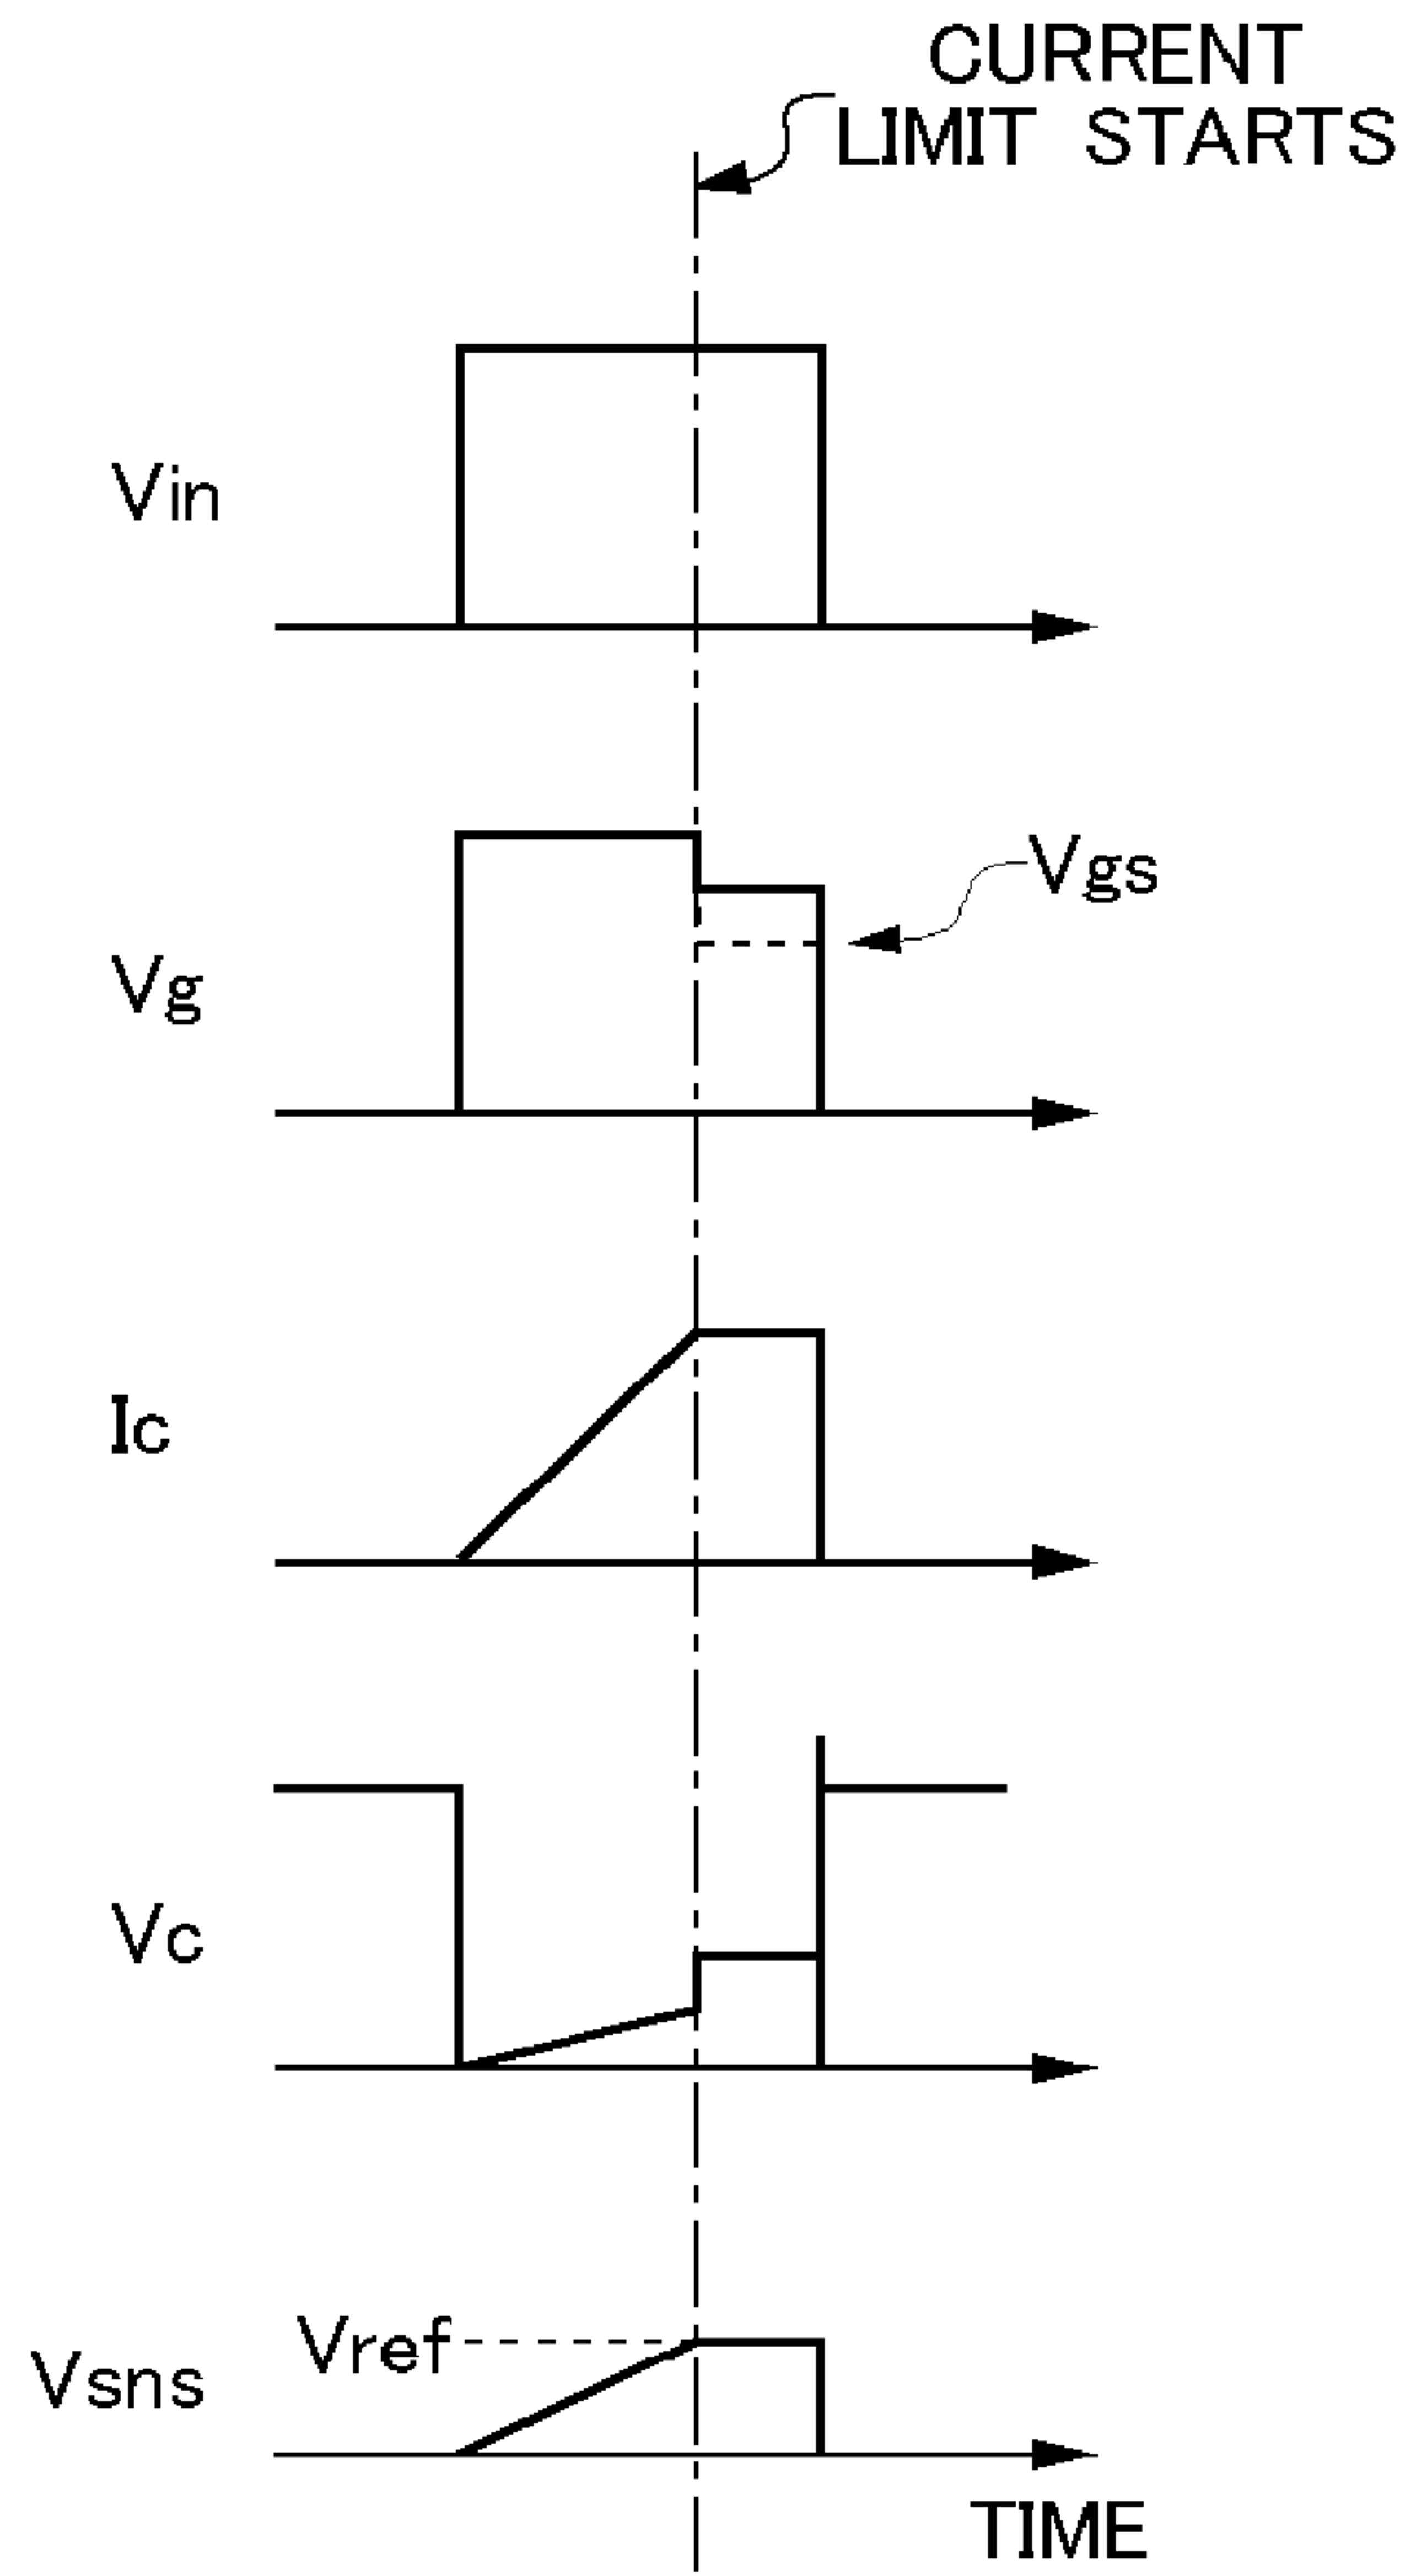 CURRENT
LIMIT STARTS
Vin
Vgs
Vg
Ic
Vc
Vref
Vsns
TIME